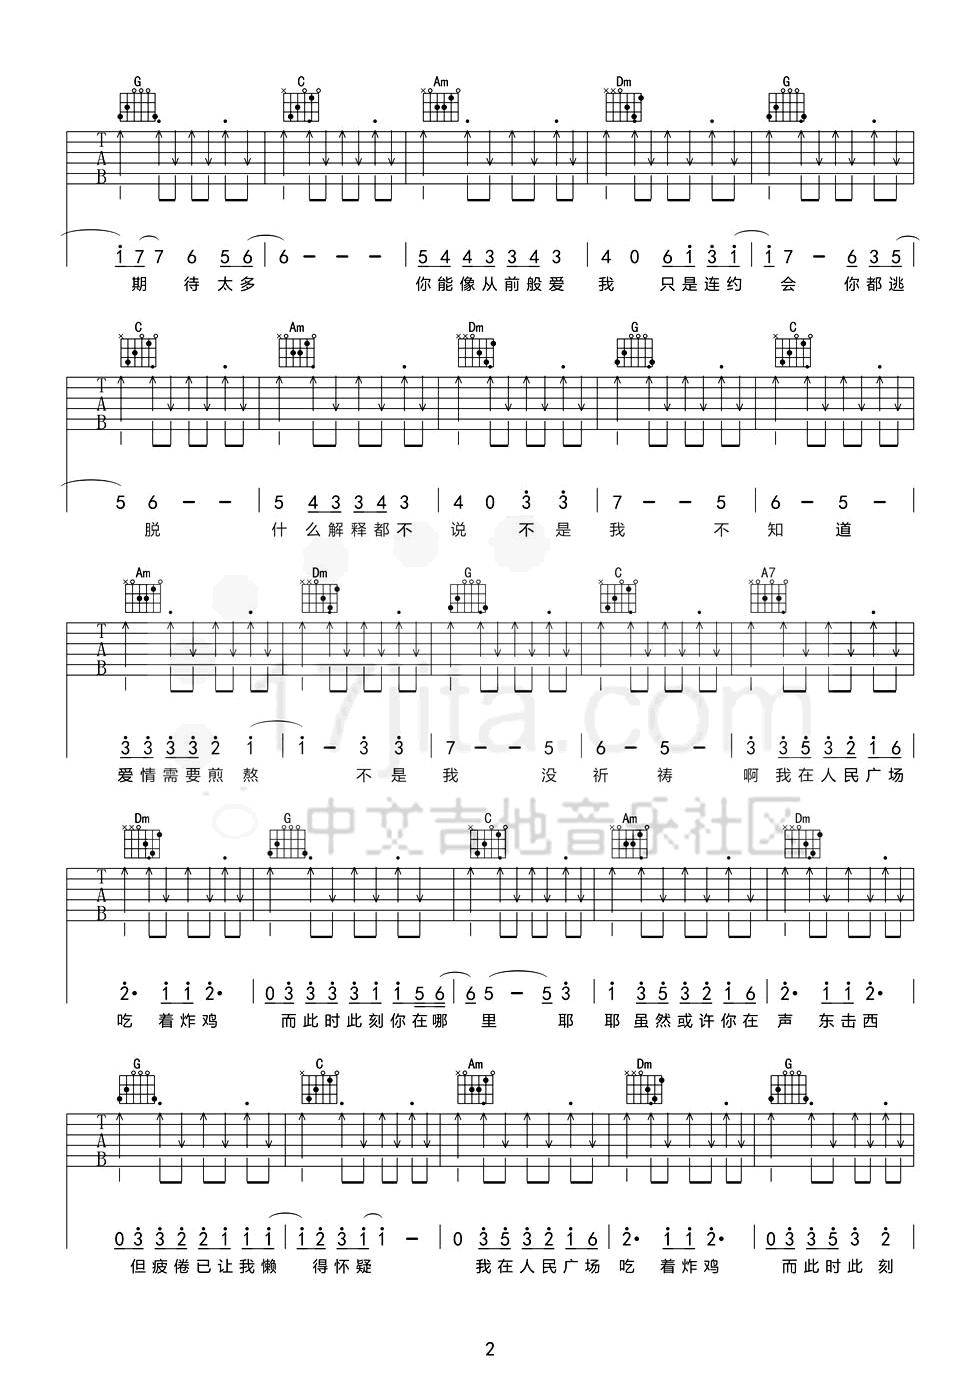 G C Am Dm G
T A B
1 7 7 6 5 6 6 - - - 5 4 4 3 3 3 4 3 4 0 6 1 3 1 1 7 - 6 3 5
期 待 太 多 你 能 像 从 前 般 爱 我 只 是 连 约 会 你 都 逃
C Am Dm G C
T A B
5 6 - - 5 4 3 3 4 3 4 0 3 3 7 - - 5 6 - 5 -
脱 什 么 解 释 都 不 说 不 是 我 不 知 道
Am Dm G C A7
T A B
3 3 3 3 2 1 1 - 3 3 7 - - 5 6 - 5 - 3 3 5 3 2 1 6
爱 情 需 要 煎 熬 不 是 我 没 祈 祷 啊 我 在 人 民 广 场
17jita.com
中文吉他音乐社区
Dm G C Am Dm
T A B
2· 1 1 2· 0 3 3 3 3 1 1 5 6 6 5 - 5 3 1 3 5 3 2 1 6 2· 1 1 2·
吃 着 炸 鸡 而 此 时 此 刻 你 在 哪 里 耶 耶 虽 然 或 许 你 在 声 东 击 西
G C Am Dm G
T A B
0 3 3 2 2 1 1 1 1 2 3 1 1 - 0 3 5 3 2 1 6 2· 1 1 2· 0 3 3 5 3 2
但 疲 倦 已 让 我 懒 得 怀 疑 我 在 人 民 广 场 吃 着 炸 鸡 而 此 时 此 刻
2